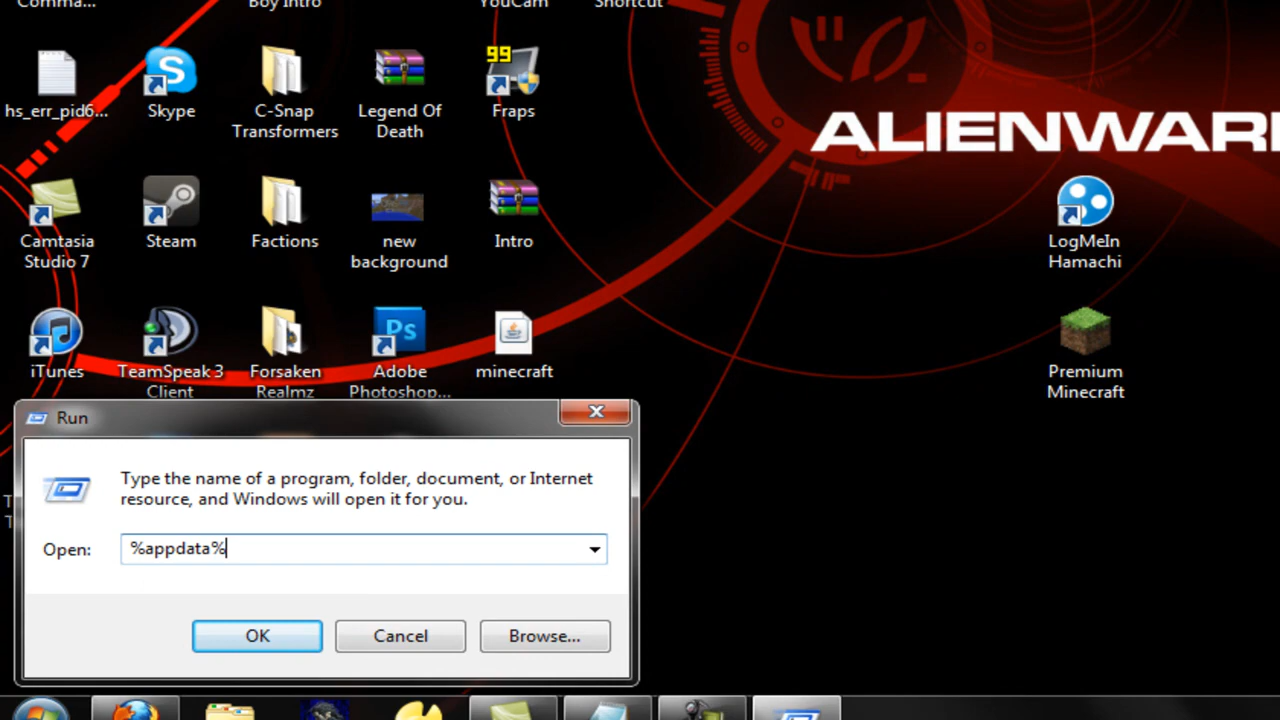 Comma...
Boy Intro
YouCam
Shortcut
99
hs_err_pid6...
Skype
C-Snap
Transformers
Legend Of
Death
Fraps
ALIENWAR
Camtasia
Studio 7
Steam
Factions
new
background
Intro
LogMeIn
Hamachi
iTunes
TeamSpeak 3
Client
Forsaken
Realmz
Ps
Adobe
Photoshop...
minecraft
Premium
Minecraft
Run
Type the name of a program, folder, document, or Internet
resource, and Windows will open it for you.
Open:
%appdata%
OK
Cancel
Browse...